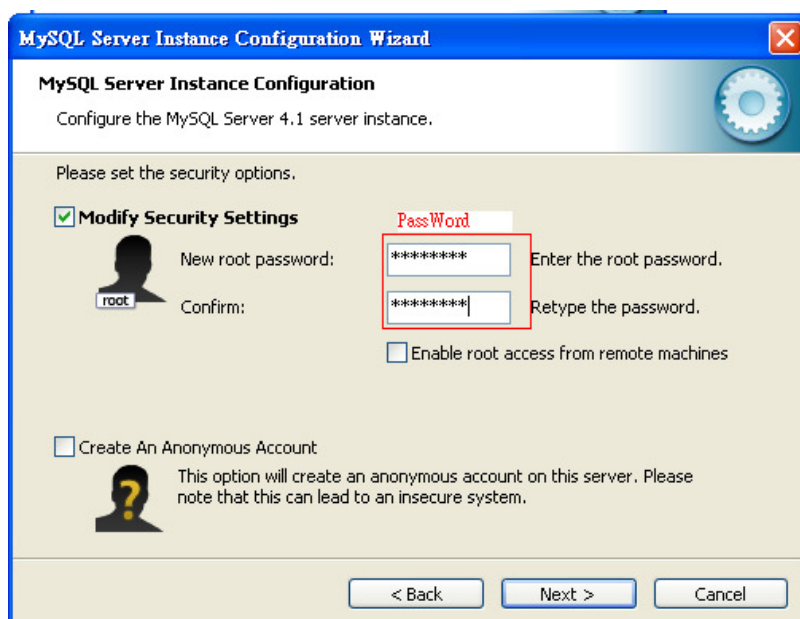 MySQL Server Instance Configuration Wizard
MySQL Server Instance Configuration
Configure the MySQL Server 4.1 server instance.
Please set the security options.
Modify Security Settings
PassWord
New root password: ******** Enter the root password.
root
Confirm: ******** Retype the password.
Enable root access from remote machines
Create An Anonymous Account
?
This option will create an anonymous account on this server. Please
note that this can lead to an insecure system.
< Back Next > Cancel